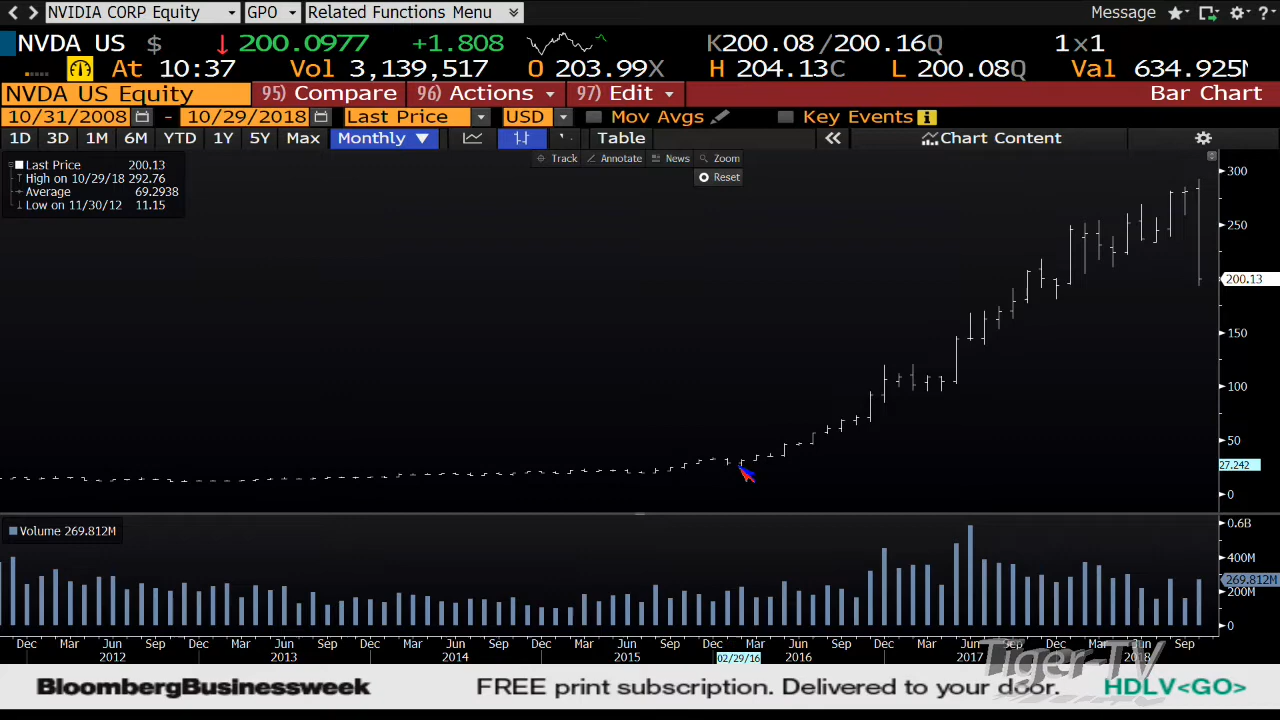 NVIDIA CORP Equity GPO Related Functions Menu Message ?
NVDA US $ ↓ 200.0977 +1.808 K200.08/200.16Q 1x1
At 10:37 Vol 3,139,517 O 203.99X H 204.13C L 200.08Q Val 634.925M
NVDA US Equity 95) Compare 96) Actions 97) Edit Bar Chart
10/31/2008 - 10/29/2018 Last Price USD Mov Avgs Key Events i
1D 3D 1M 6M YTD 1Y 5Y Max Monthly ▼ Table « Chart Content
Track Annotate News Zoom
Reset
Last Price 200.13
High on 10/29/18 292.76
Average 69.2938
Low on 11/30/12 11.15
300
250
200.13
150
100
50
27.242
0
Volume 269.812M
0.6B
400M
269.812M
200M
0
Dec Mar Jun Sep Dec Mar Jun Sep Dec Mar Jun Sep Dec Mar Jun Sep Dec Mar Jun Sep Dec Mar Jun Sep Dec Mar Jun Sep
2012 2013 2014 2015 02/29/16 2016 2017 2018
Tiger-TV
BloombergBusinessweek FREE print subscription. Delivered to your door. HDLV<GO>